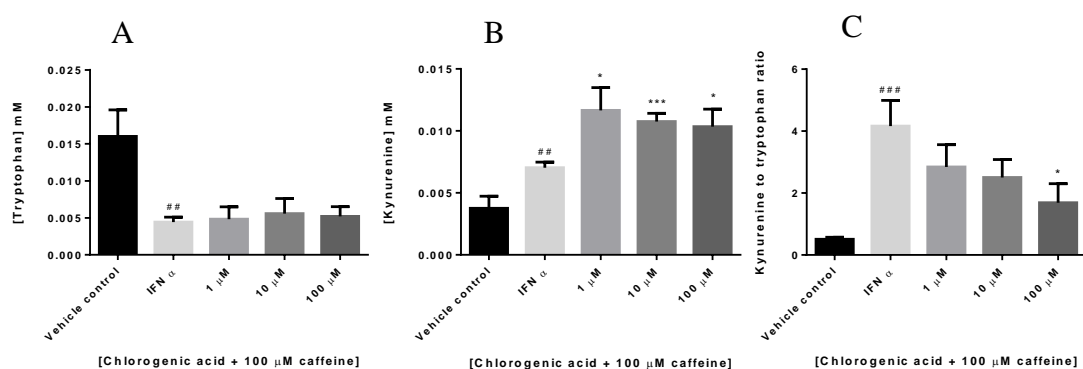 A
[Tryptophan] mM
0.025
0.020
0.015
0.010
0.005
0.000
##
Vehicle control
IFN α
1 μM
10 μM
100 μM
[Chlorogenic acid + 100 μM caffeine]
B
[Kynurenine] mM
0.015
0.010
0.005
0.000
##
*
***
*
Vehicle control
IFN α
1 μM
10 μM
100 μM
[Chlorogenic acid + 100 μM caffeine]
C
Kynurenine to tryptophan ratio
6
4
2
0
###
*
Vehicle control
IFN α
1 μM
10 μM
100 μM
[Chlorogenic acid + 100 μM caffeine]